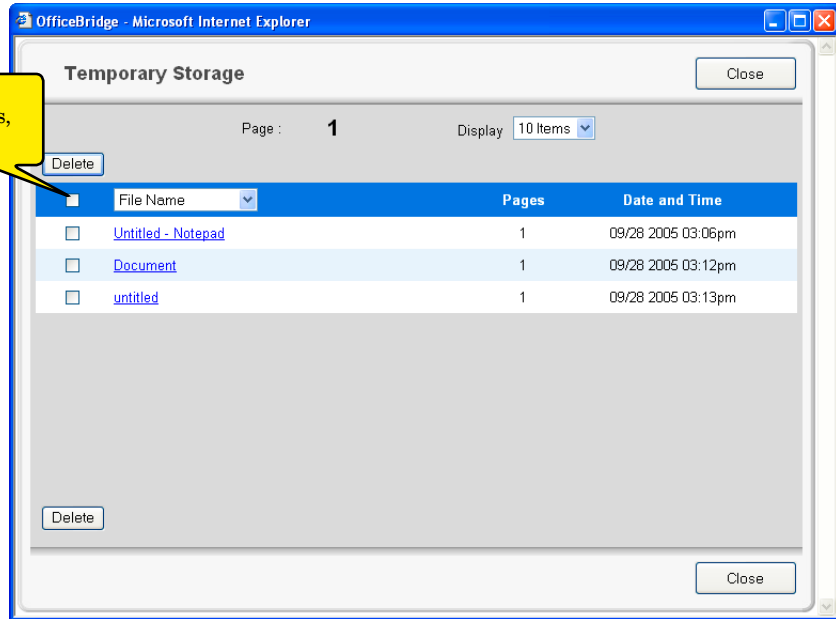 OfficeBridge - Microsoft Internet Explorer
Temporary Storage
Close
Page : 1 Display 10 Items
Delete
File Name Pages Date and Time
Untitled - Notepad 1 09/28 2005 03:06pm
Document 1 09/28 2005 03:12pm
untitled 1 09/28 2005 03:13pm
Delete
Close